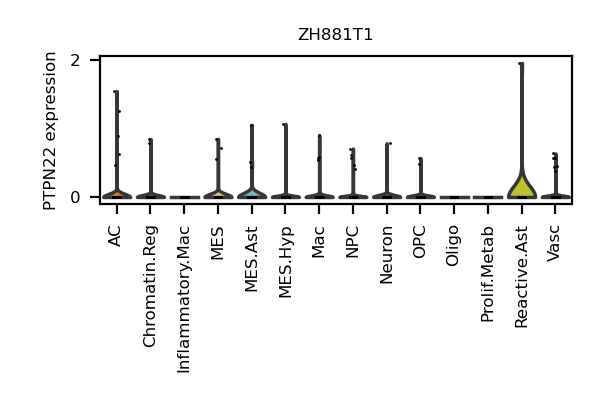 ZH881T1
PTPN22 expression
2
0
AC
Chromatin.Reg
Inflammatory.Mac
MES
MES.Ast
MES.Hyp
Mac
NPC
Neuron
OPC
Oligo
Prolif.Metab
Reactive.Ast
Vasc